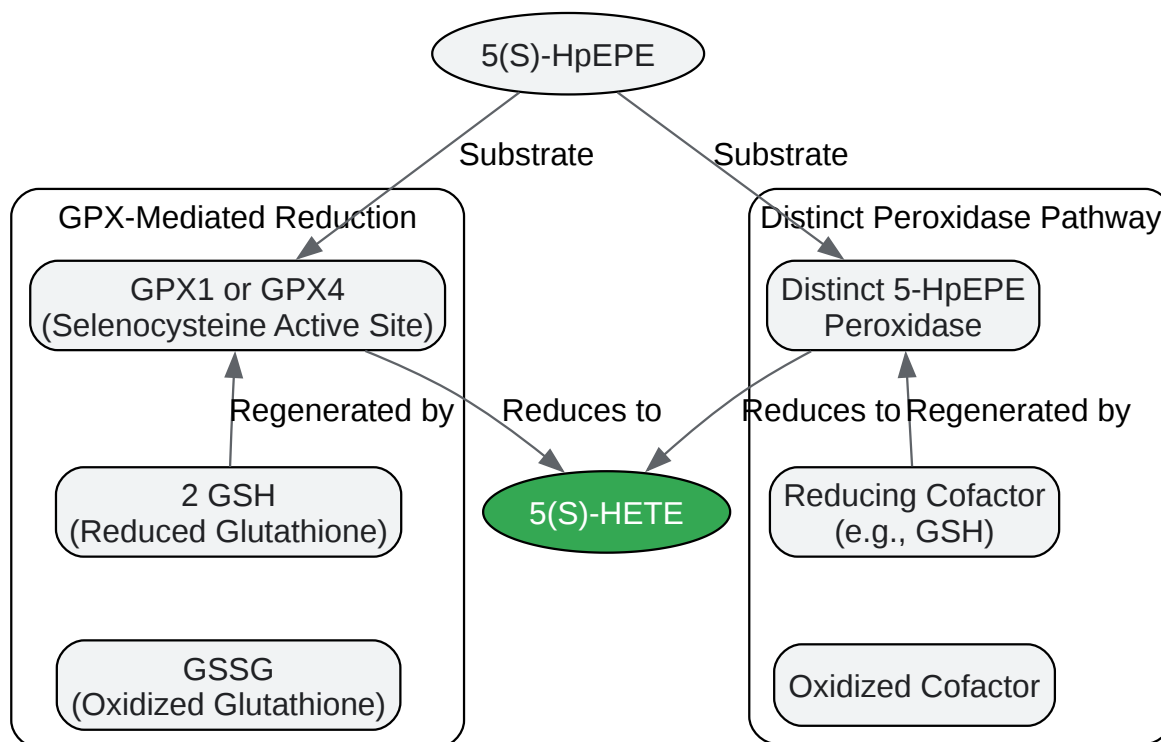 5(S)-HpEPE
Substrate
Substrate
GPX-Mediated Reduction
Distinct Peroxidase Pathway
GPX1 or GPX4
(Selenocysteine Active Site)
Distinct 5-HpEPE
Peroxidase
Regenerated by
Reduces to
Reduces to
Regenerated by
2 GSH
(Reduced Glutathione)
5(S)-HETE
Reducing Cofactor
(e.g., GSH)
GSSG
(Oxidized Glutathione)
Oxidized Cofactor